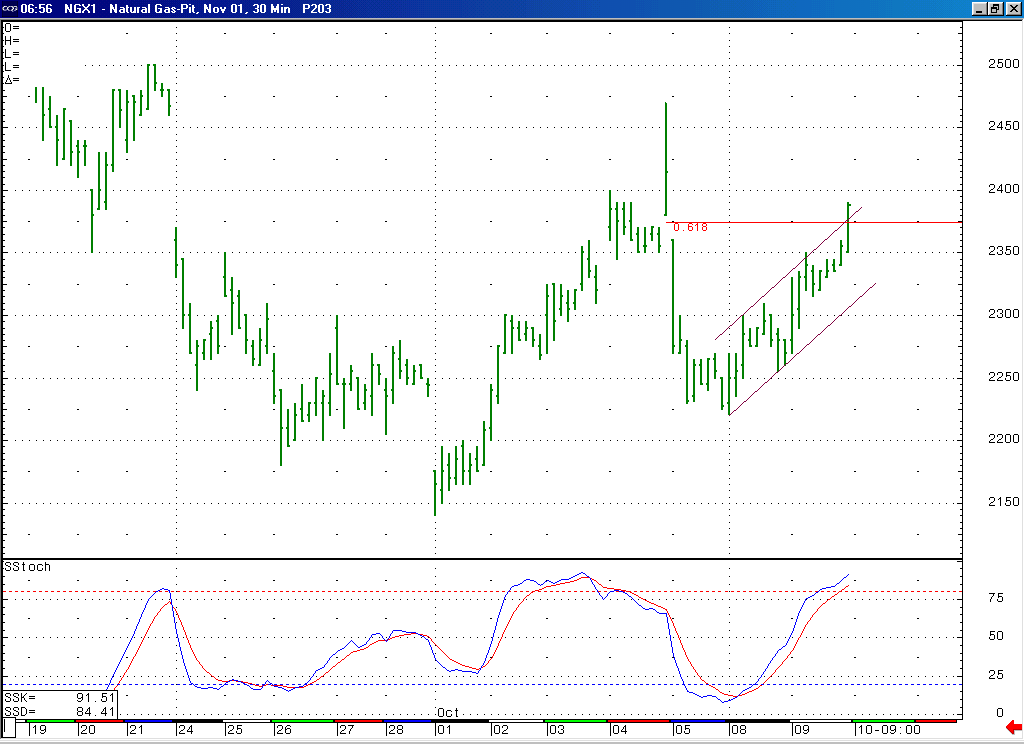 CQG 06:56 NGX1 - Natural Gas-Pit, Nov 01, 30 Min P203
O=
H=
L=
L=
Δ=
2500
2450
2400
0.618
2350
2300
2250
2200
2150
SStoch
75
50
25
0
SSK= 91.51
SSD= 84.41
Oct
19 20 21 24 25 26 27 28 01 02 03 04 05 08 09 10-09:00